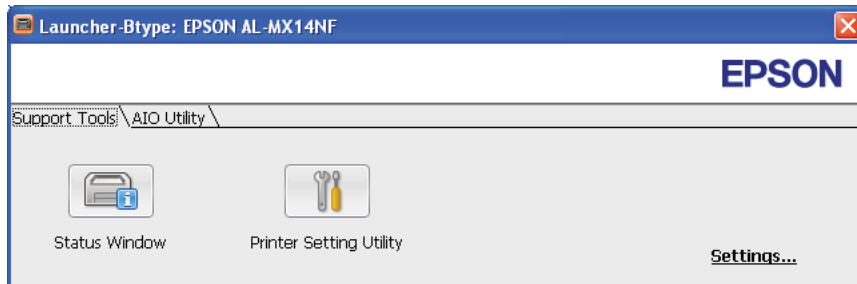 Launcher-Btype: EPSON AL-MX14NF
EPSON
Support Tools AIO Utility
Status Window Printer Setting Utility
Settings...